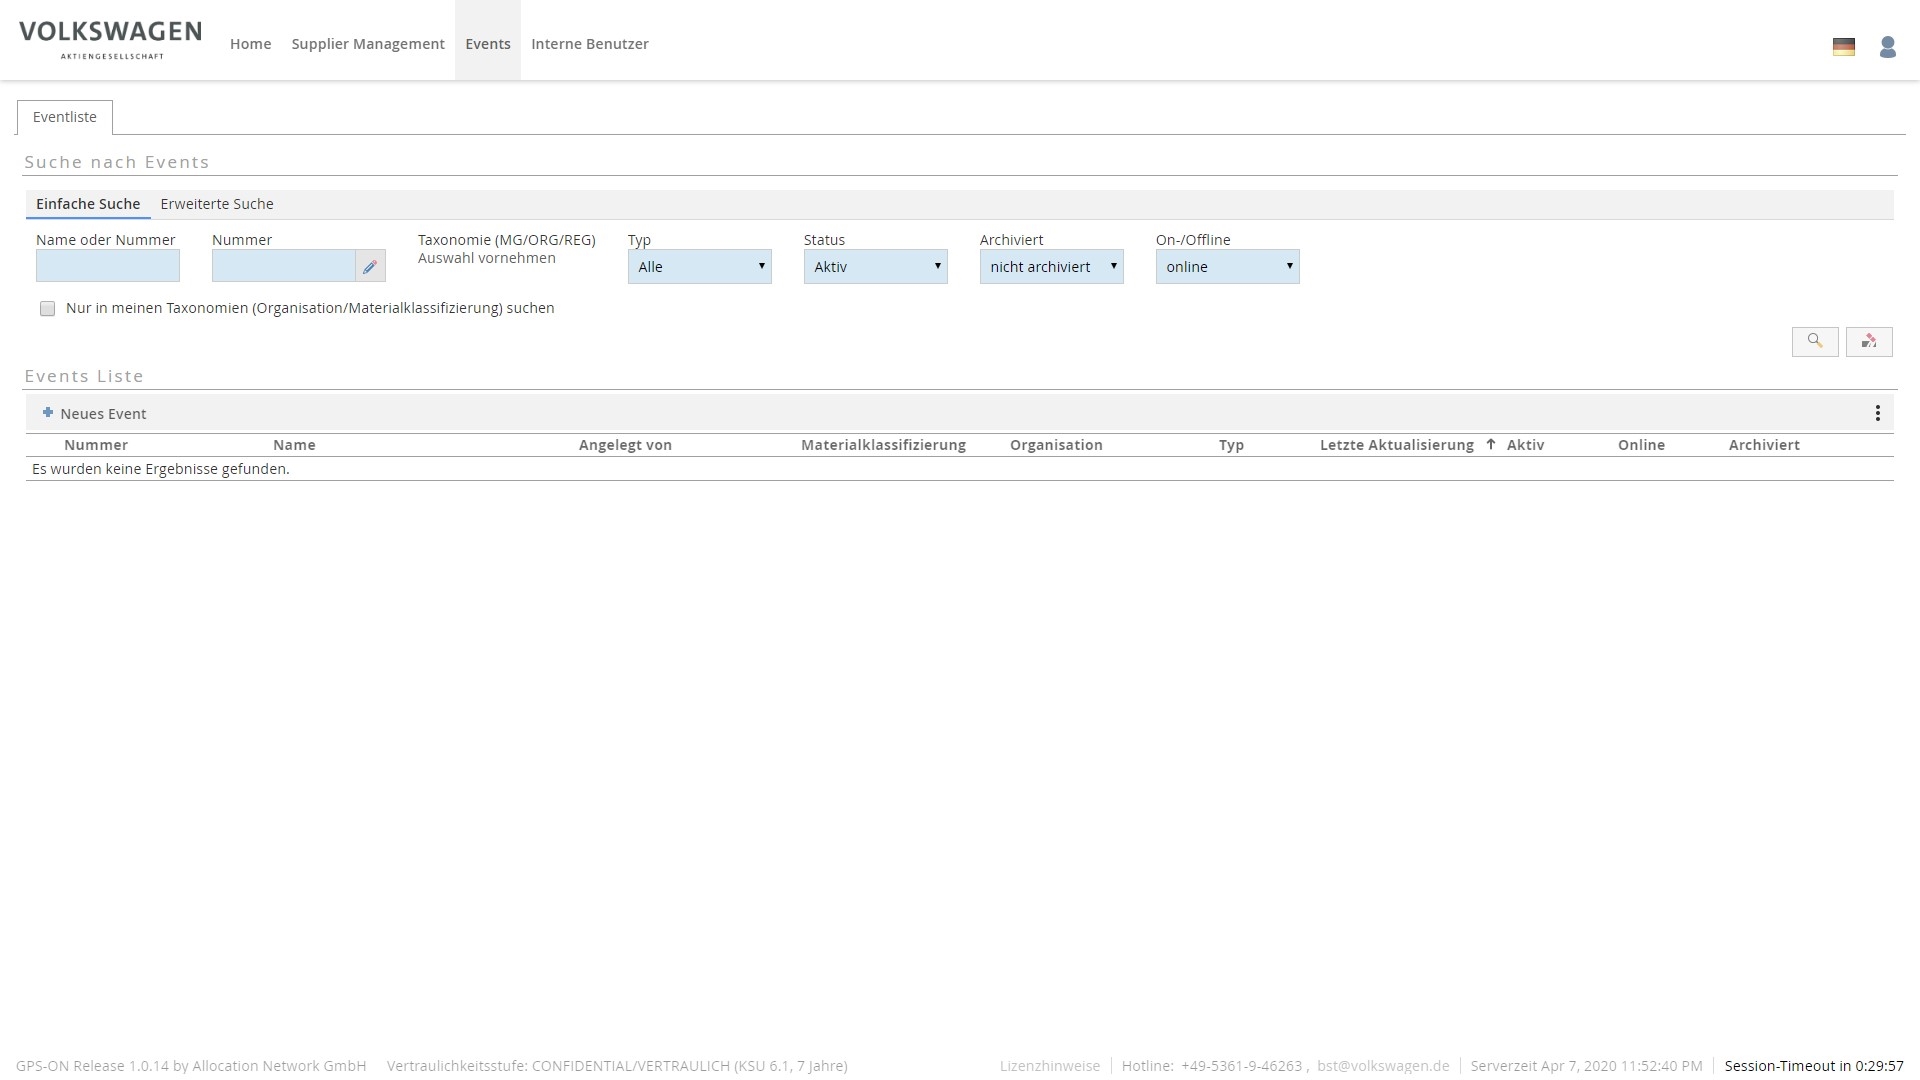 VOLKSWAGEN
AKTIENGESELLSCHAFT
Home Supplier Management Events Interne Benutzer
Eventliste
Suche nach Events
Einfache Suche Erweiterte Suche
Name oder Nummer Nummer Taxonomie (MG/ORG/REG) Typ Status Archiviert On-/Offline
Auswahl vornehmen
Alle Aktiv nicht archiviert online
Nur in meinen Taxonomien (Organisation/Materialklassifizierung) suchen
Events Liste
Neues Event
Nummer Name Angelegt von Materialklassifizierung Organisation Typ Letzte Aktualisierung Aktiv Online Archiviert
Es wurden keine Ergebnisse gefunden.
GPS-ON Release 1.0.14 by Allocation Network GmbH Vertraulichkeitsstufe: CONFIDENTIAL/VERTRAULICH (KSU 6.1, 7 Jahre) Lizenzhinweise Hotline: +49-5361-9-46263 , bst@volkswagen.de Serverzeit Apr 7, 2020 11:52:40 PM Session-Timeout in 0:29:57